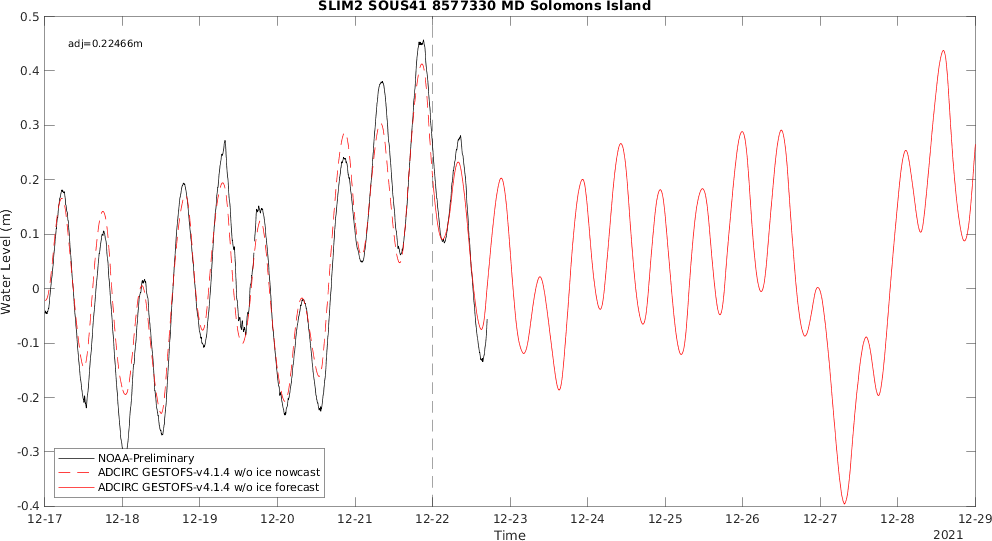 SLIM2 SOUS41 8577330 MD Solomons Island
adj=0.22466m
0.5
0.4
0.3
0.2
0.1
0
-0.1
-0.2
-0.3
-0.4
Water Level (m)
NOAA-Preliminary
ADCIRC GESTOFS-v4.1.4 w/o ice nowcast
ADCIRC GESTOFS-v4.1.4 w/o ice forecast
12-17 12-18 12-19 12-20 12-21 12-22 12-23 12-24 12-25 12-26 12-27 12-28 12-29
Time
2021